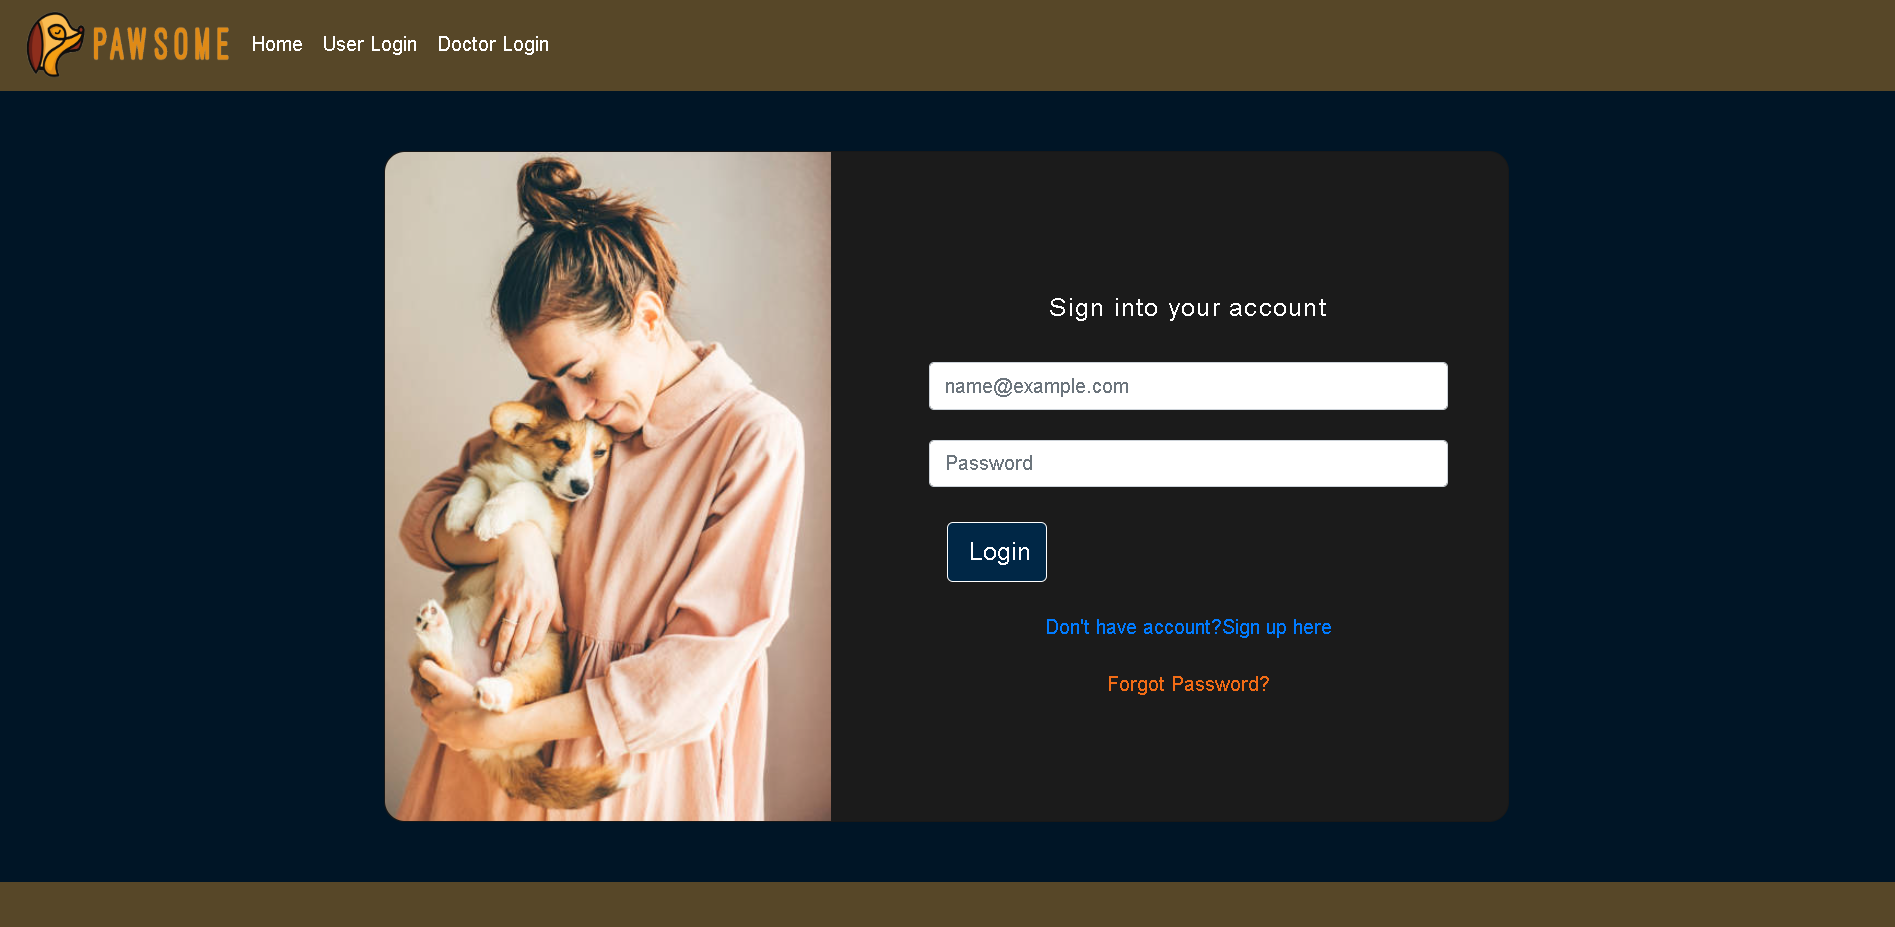 PAWSOME Home User Login Doctor Login
Sign into your account
name@example.com
Password
Login
Don't have account?Sign up here
Forgot Password?